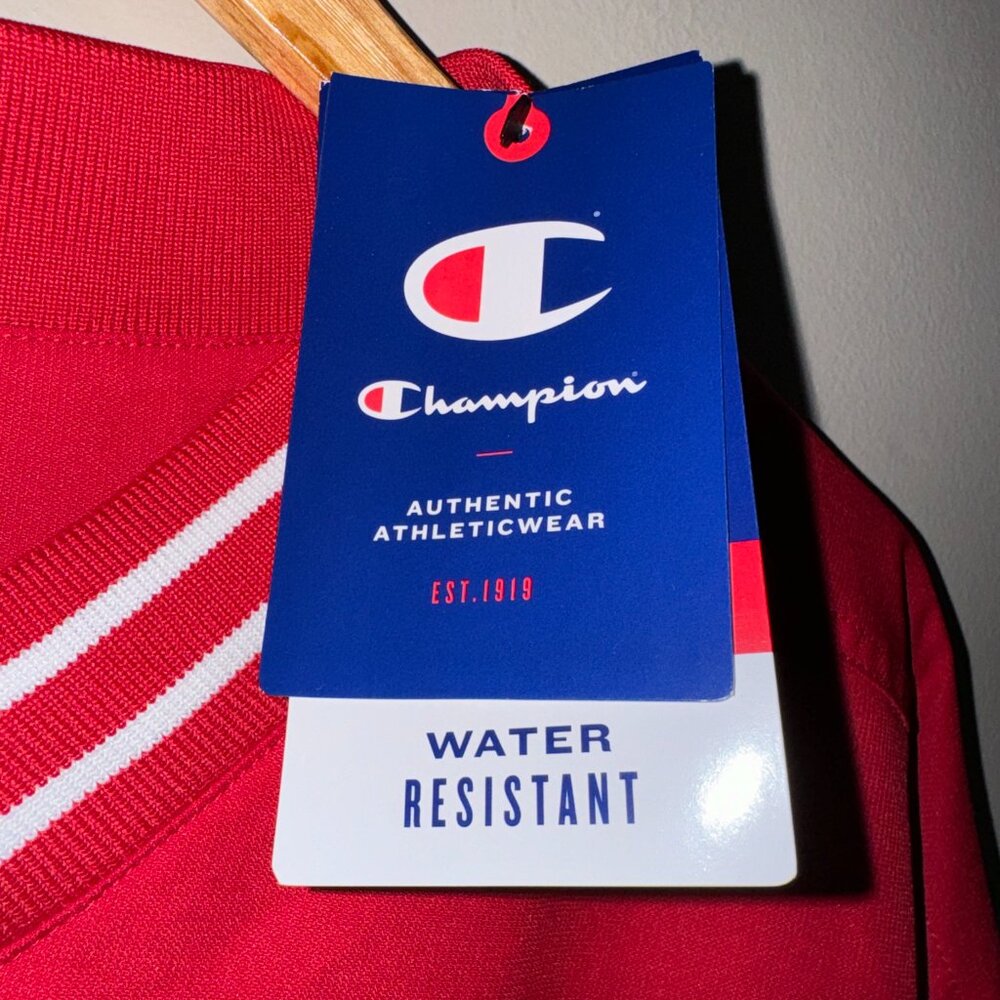 Champion
AUTHENTIC
ATHLETICWEAR
EST.1919
WATER
RESISTANT